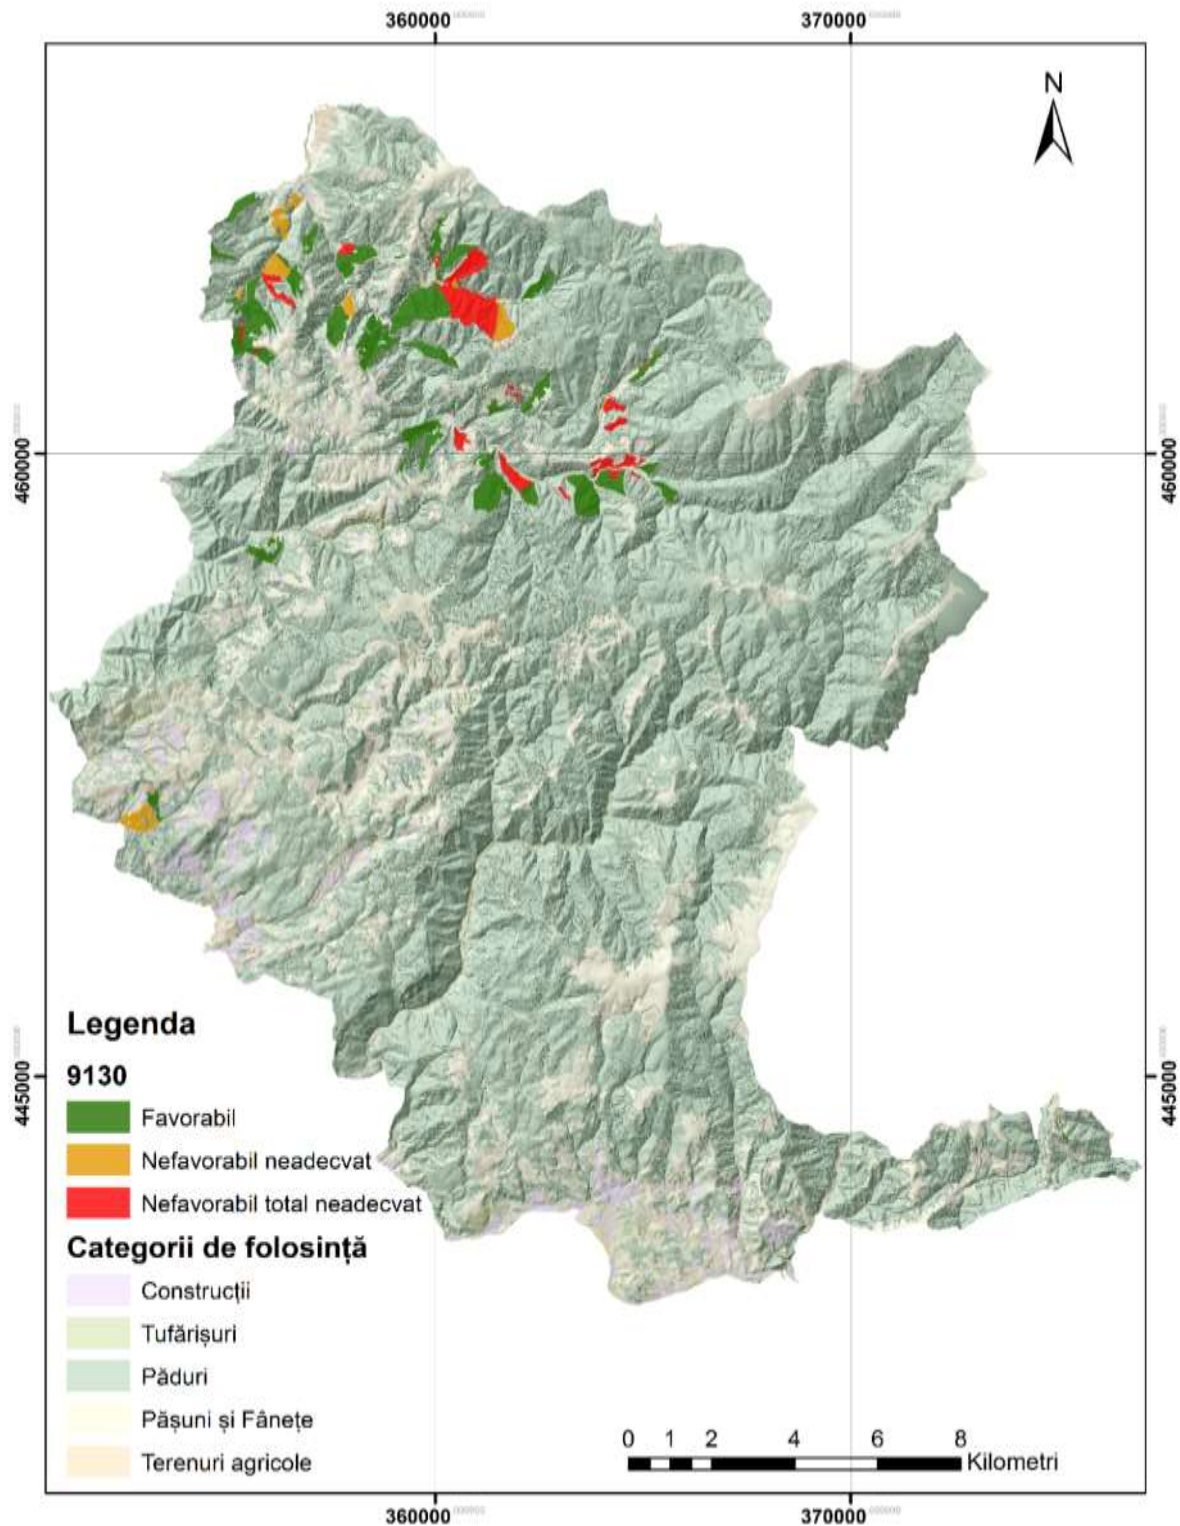 360000
370000
N
460000
460000
Legenda
9130
Favorabil
Nefavorabil neadecvat
Nefavorabil total neadecvat
Categorii de folosință
Construcții
Tufărișuri
Păduri
Pășuni și Fânețe
Terenuri agricole
445000
445000
0 1 2 4 6 8
Kilometri
360000
370000